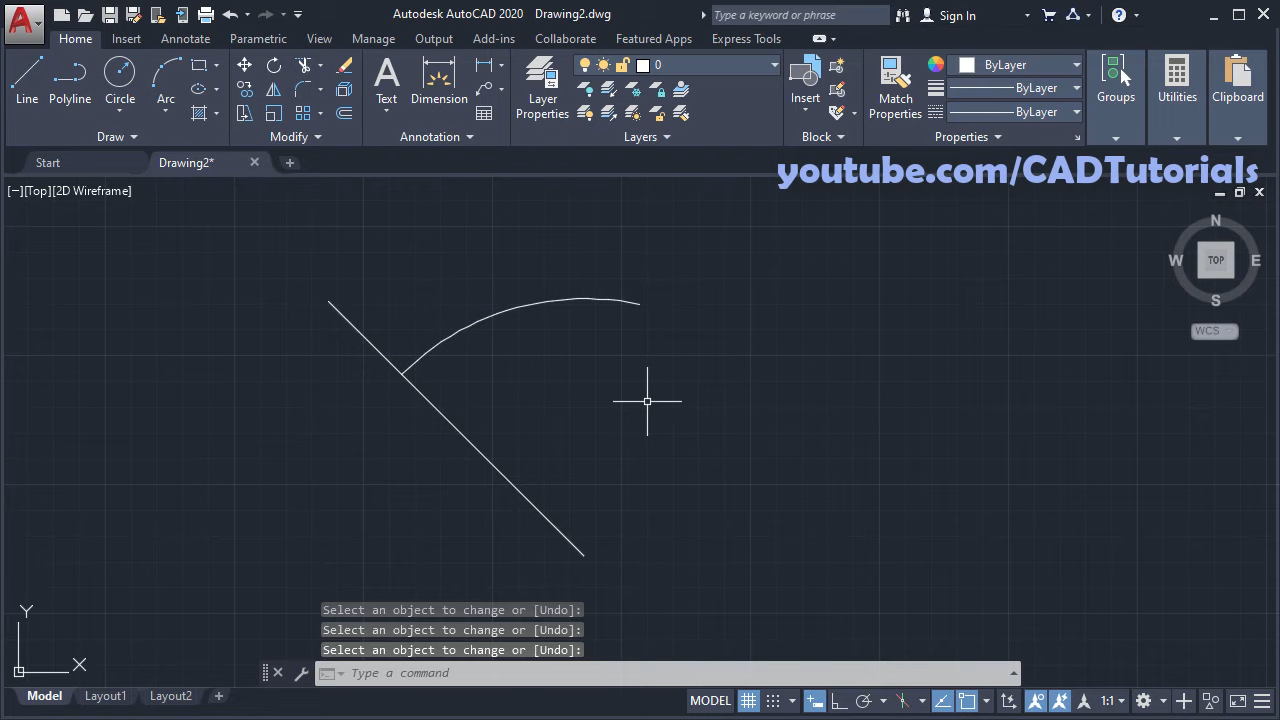 Autodesk AutoCAD 2020 Drawing2.dwg
Type a keyword or phrase
Sign In
Home Insert Annotate Parametric View Manage Output Add-ins Collaborate Featured Apps Express Tools
Line Polyline Circle Arc
Draw
Modify
Text Dimension
Annotation
Layer Properties
0
Layers
Insert
Block
Match Properties
ByLayer
ByLayer
ByLayer
Properties
Groups
Utilities
Clipboard
Start Drawing2*
youtube.com/CADTutorials
[−][Top][2D Wireframe]
N
W TOP E
S
WCS
Y
X
Select an object to change or [Undo]:
Select an object to change or [Undo]:
Select an object to change or [Undo]:
Type a command
Model Layout1 Layout2
MODEL
1:1